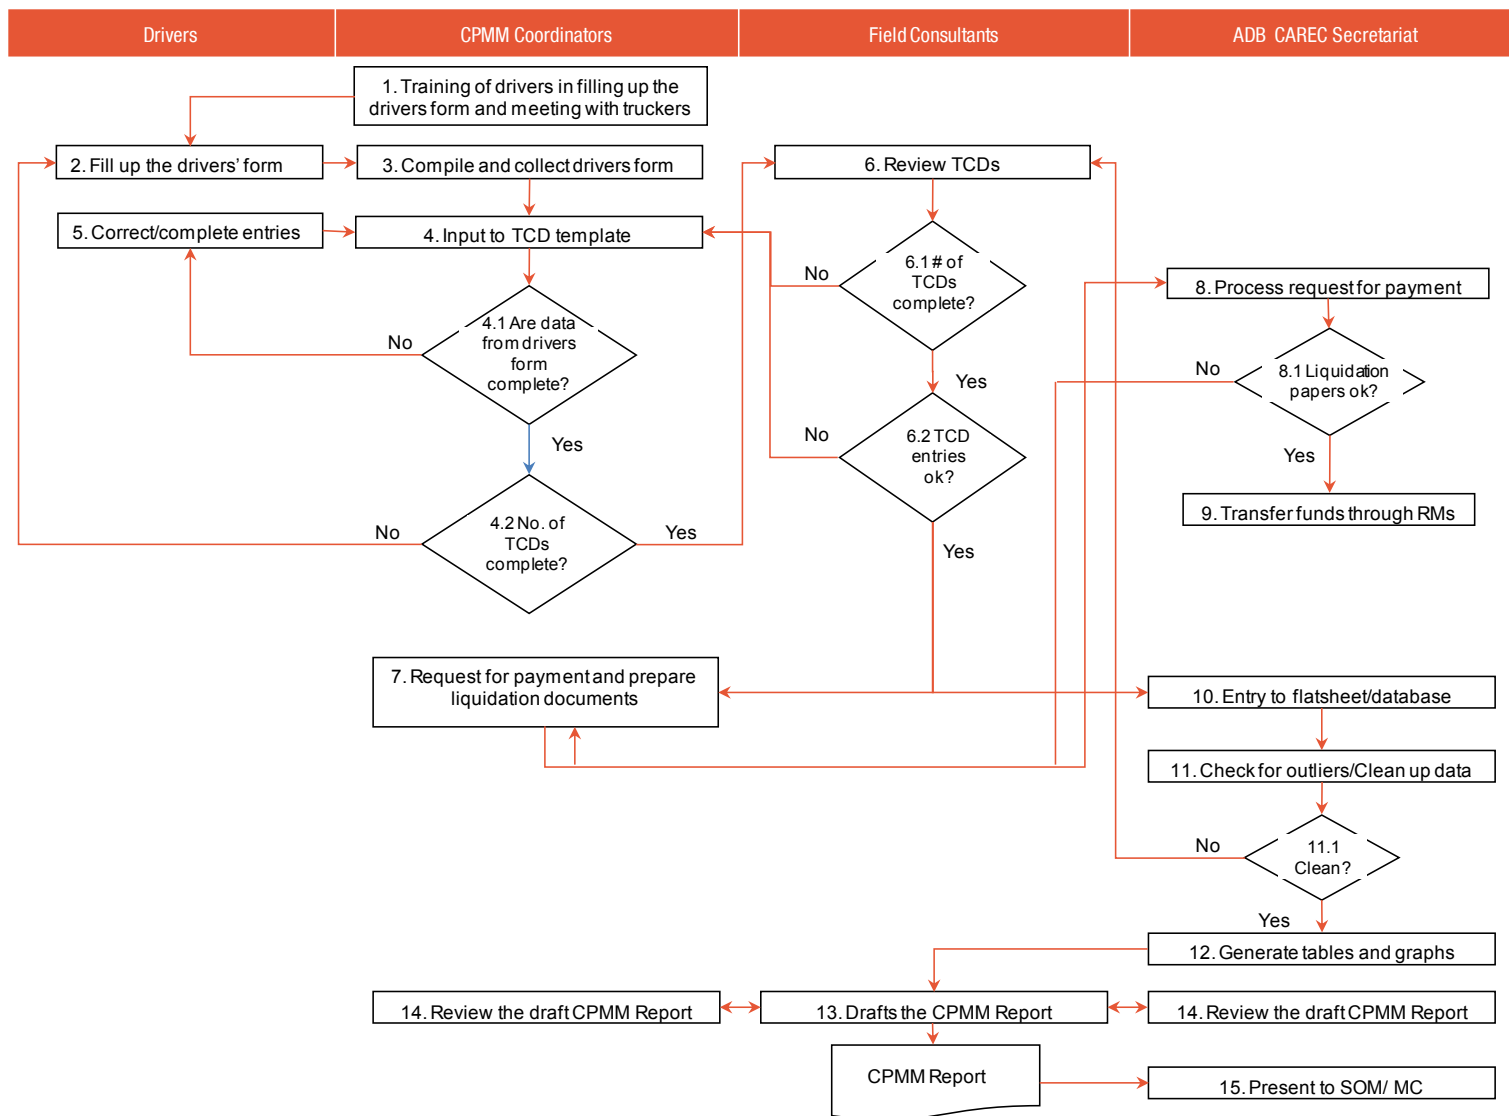 Drivers
CPMM Coordinators
Field Consultants
ADB CAREC Secretariat
1. Training of drivers in filling up the
drivers form and meeting with truckers
2. Fill up the drivers' form
3. Compile and collect drivers form
6. Review TCDs
5. Correct/complete entries
4. Input to TCD template
No
6.1 # of
TCDs
complete?
8. Process request for payment
No
4.1 Are data
from drivers
form
complete?
Yes
No
8.1 Liquidation
papers ok?
Yes
No
6.2 TCD
entries
ok?
Yes
9. Transfer funds through RMs
No
4.2 No. of
TCDs
complete?
Yes
Yes
7. Request for payment and prepare
liquidation documents
10. Entry to flatsheet/database
11. Check for outliers/Clean up data
No
11.1
Clean?
Yes
12. Generate tables and graphs
14. Review the draft CPMM Report
13. Drafts the CPMM Report
14. Review the draft CPMM Report
CPMM Report
15. Present to SOM/ MC